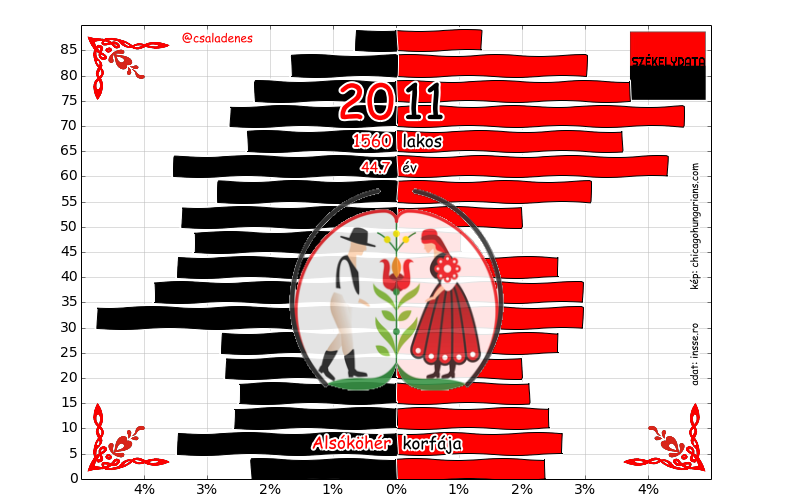 @csaladenes
SZÉKELYDATA
2011
1560 lakos
44.7 év
85
80
75
70
65
60
55
50
45
40
35
30
25
20
15
10
5
0
kép: chicagohungarians.com
adat: insse.ro
Alsóköhér korfája
4% 3% 2% 1% 0% 1% 2% 3% 4%